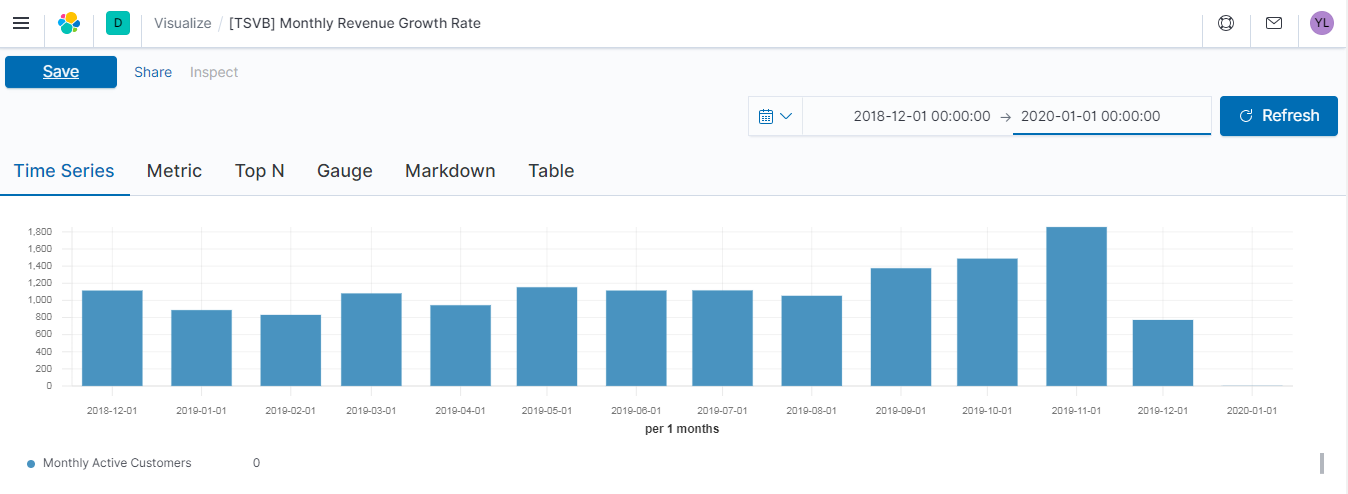 D Visualize / [TSVB] Monthly Revenue Growth Rate YL
Save Share Inspect
2018-12-01 00:00:00 → 2020-01-01 00:00:00 Refresh
Time Series Metric Top N Gauge Markdown Table
1,800
1,600
1,400
1,200
1,000
800
600
400
200
0
2018-12-01 2019-01-01 2019-02-01 2019-03-01 2019-04-01 2019-05-01 2019-06-01 2019-07-01 2019-08-01 2019-09-01 2019-10-01 2019-11-01 2019-12-01 2020-01-01
per 1 months
Monthly Active Customers 0